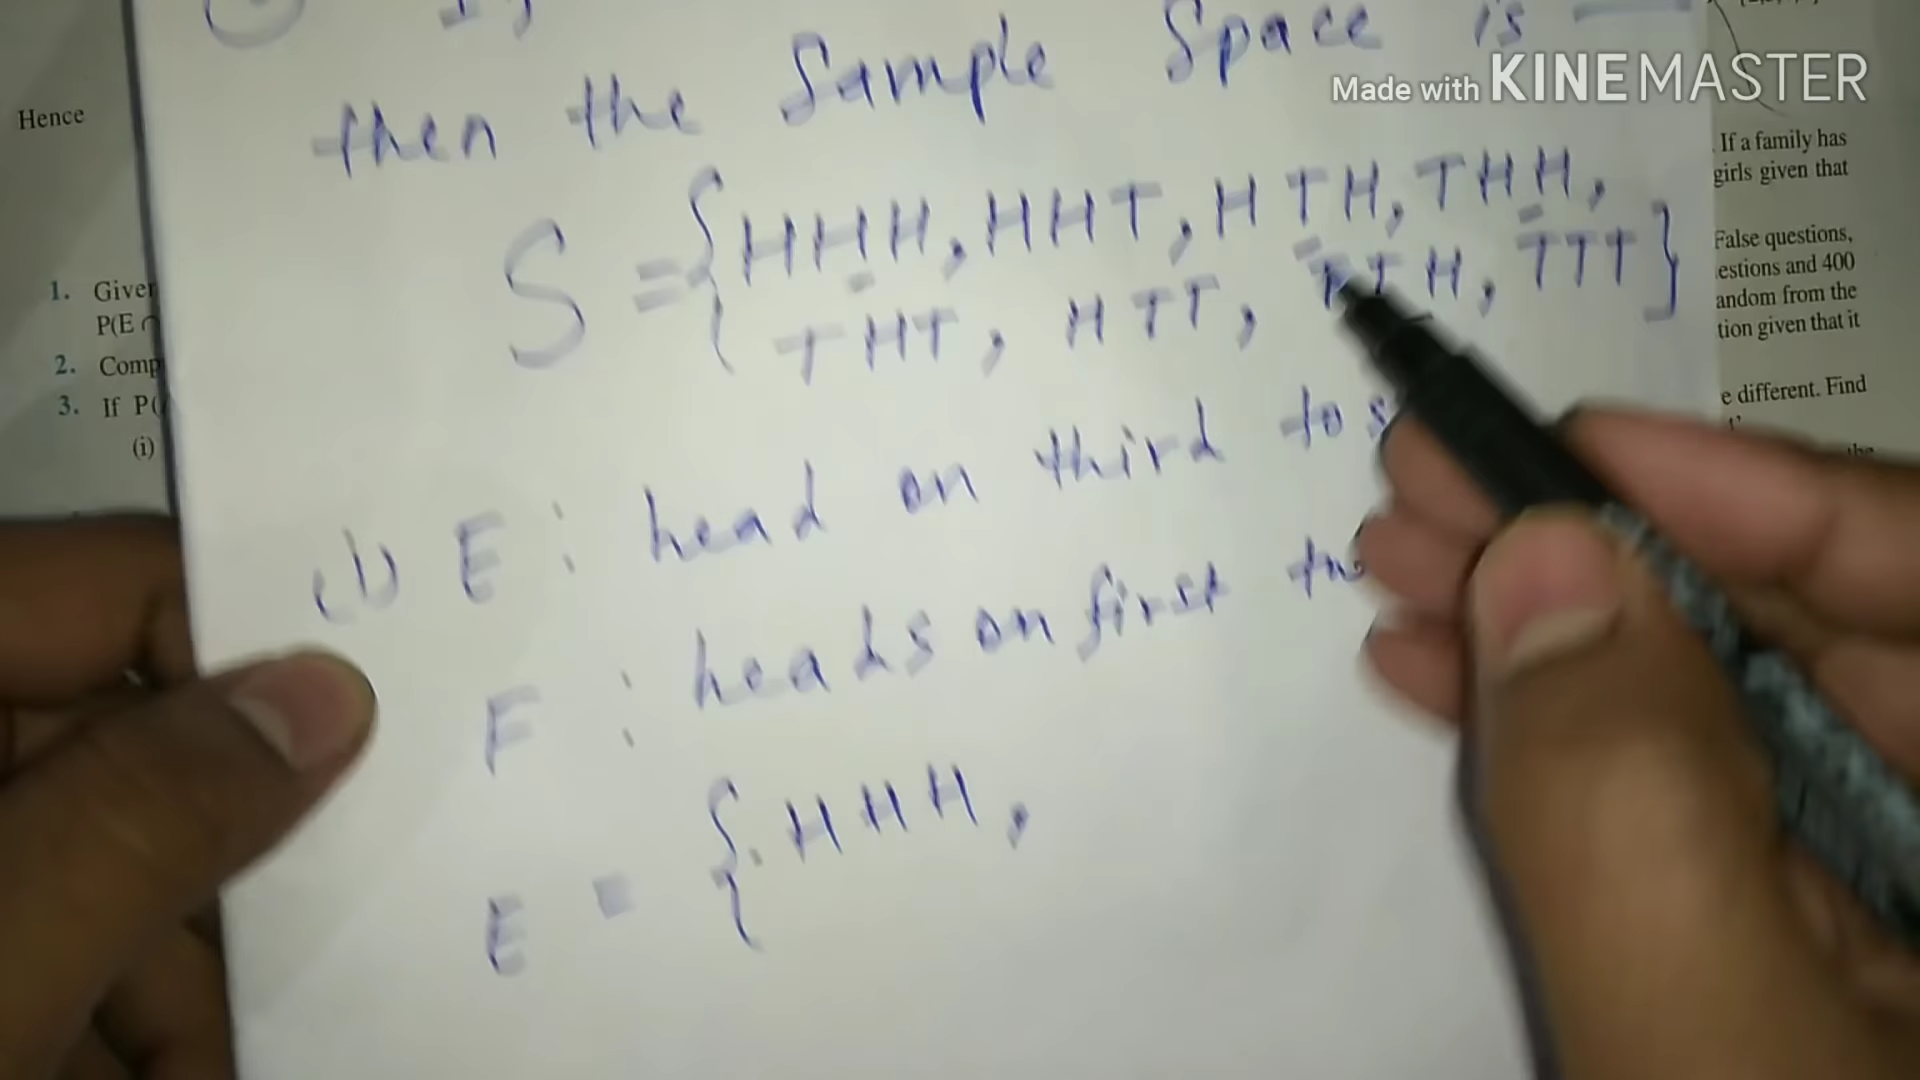 then the Sample Space is
Made with KINEMASTER
S = { HHH, HHT, HTH, THH,
THT, HTT, TTH, TTT }
(i) E : head on third toss
F : heads on first
E = { HHH,
Hence
1. Given
P(E ∩
2. Comp
3. If P(
(i)
If a family has
girls given that
False questions,
estions and 400
andom from the
tion given that it
e different. Find
the